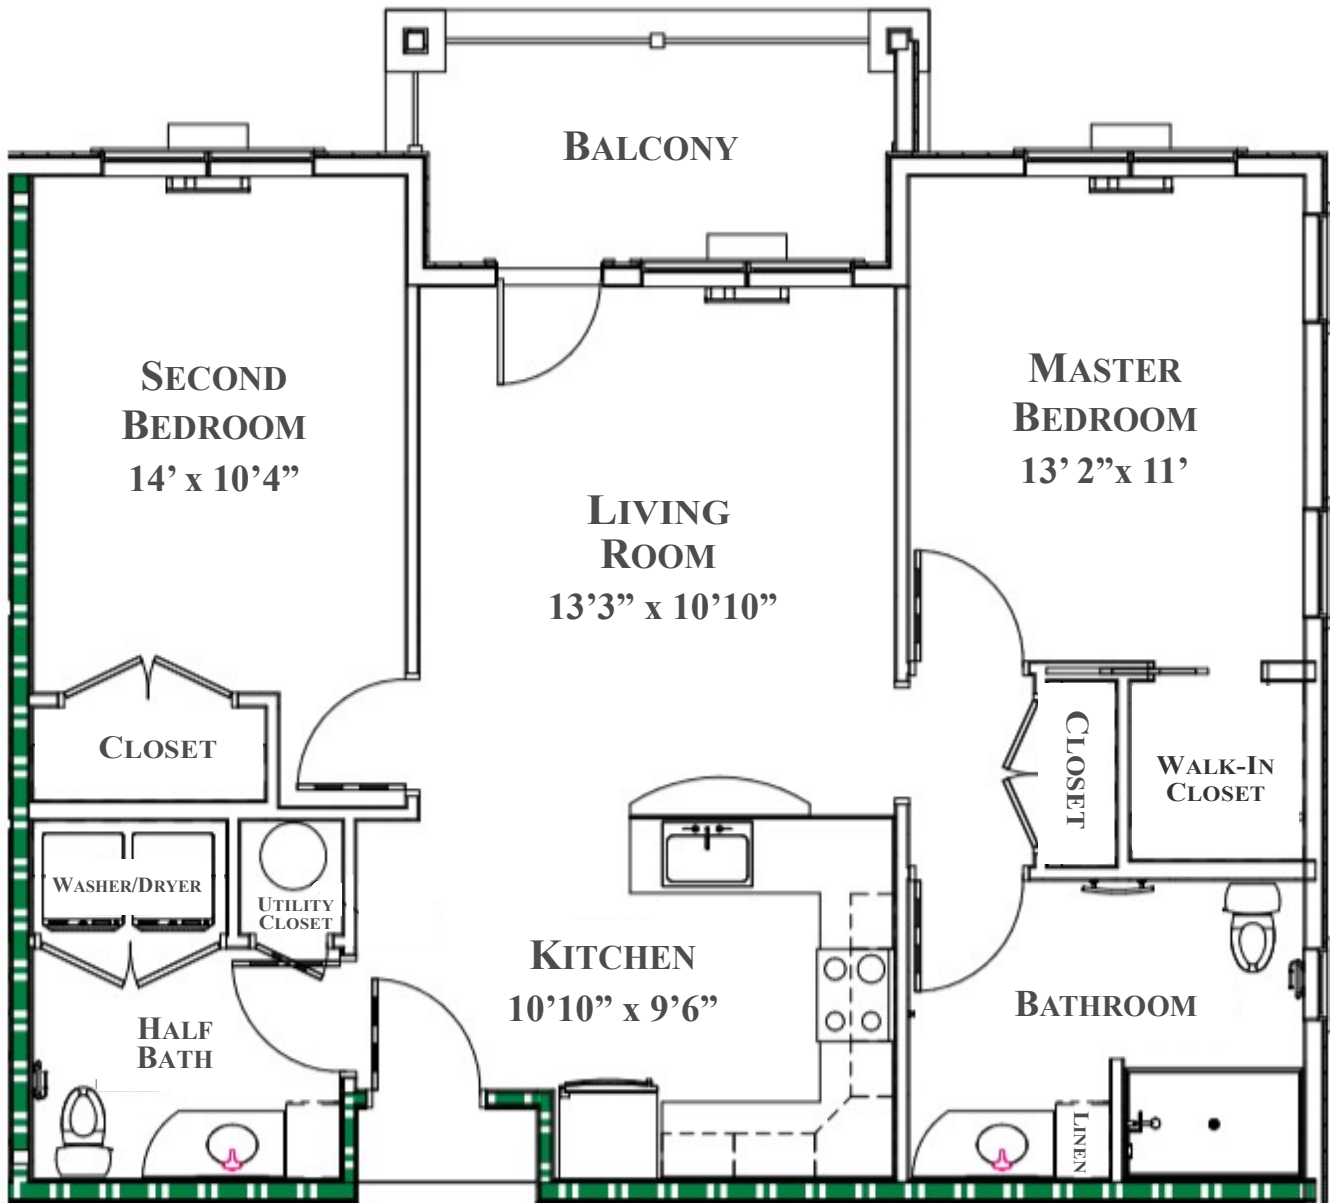 BALCONY
SECOND
BEDROOM
14’ x 10’4”
MASTER
BEDROOM
13’ 2”x 11’
LIVING
ROOM
13’3” x 10’10”
CLOSET
CLOSET
WALK-IN
CLOSET
WASHER/DRYER
UTILITY
CLOSET
KITCHEN
10’10” x 9’6”
BATHROOM
HALF
BATH
LINEN